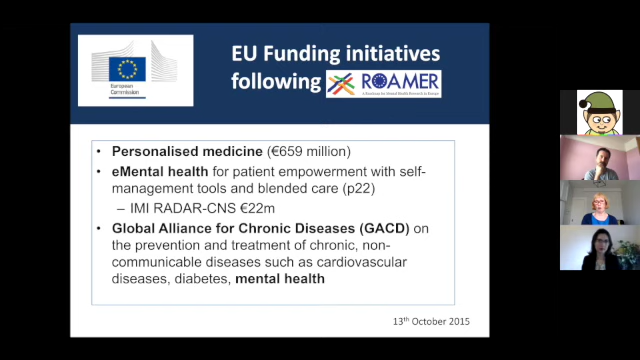 EU Funding initiatives
following ROAMER
A Roadmap for Mental Health Research in Europe
European
Commission
• Personalised medicine (€659 million)
• eMental health for patient empowerment with self-
management tools and blended care (p22)
– IMI RADAR-CNS €22m
• Global Alliance for Chronic Diseases (GACD) on
the prevention and treatment of chronic, non-
communicable diseases such as cardiovascular
diseases, diabetes, mental health
13th October 2015